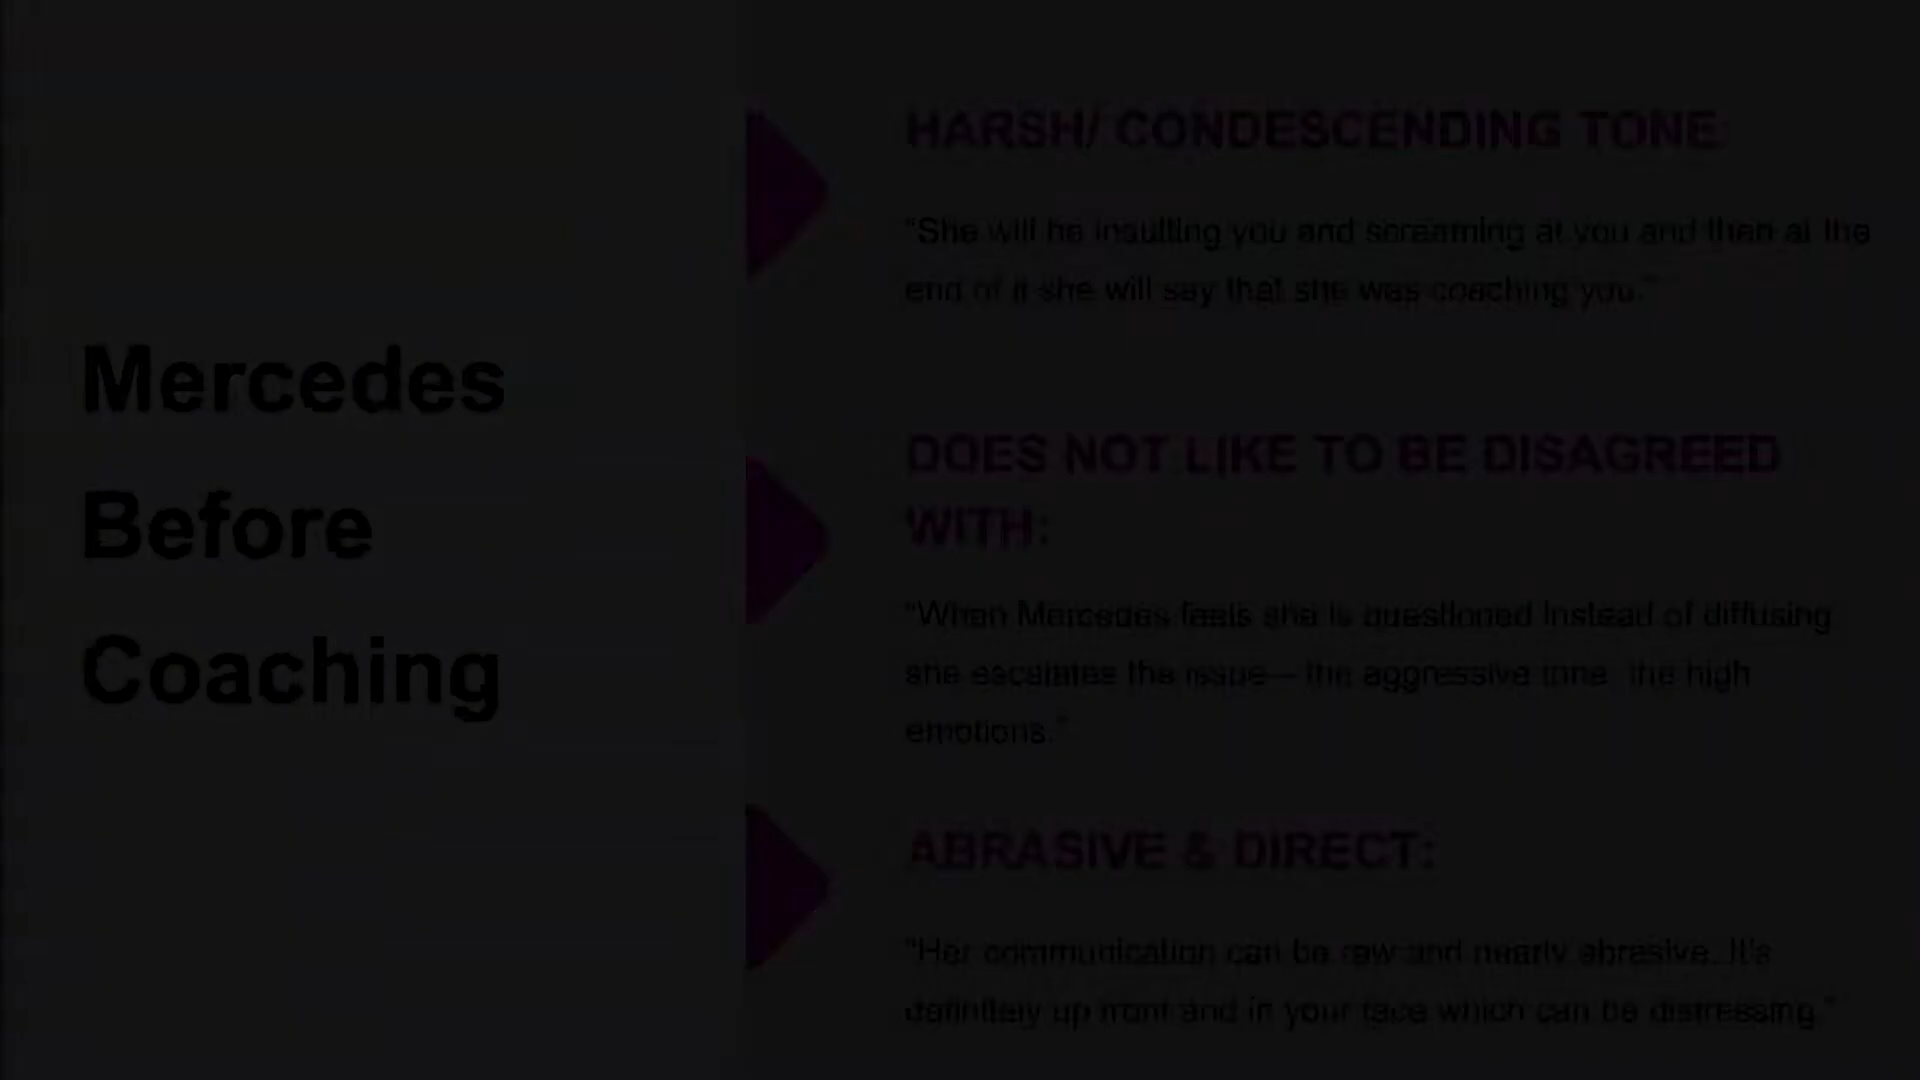 Mercedes
Before
Coaching
HARSH/ CONDESCENDING TONE:
“She will be insulting you and screaming at you and then at the
end of it she will say that she was coaching you.”
DOES NOT LIKE TO BE DISAGREED
WITH:
“When Mercedes feels she is questioned instead of diffusing
she escalates the issue – the aggressive tone, the high
emotions.”
ABRASIVE & DIRECT:
“Her communication can be raw and nearly abrasive. It’s
definitely up front and in your face which can be distressing.”